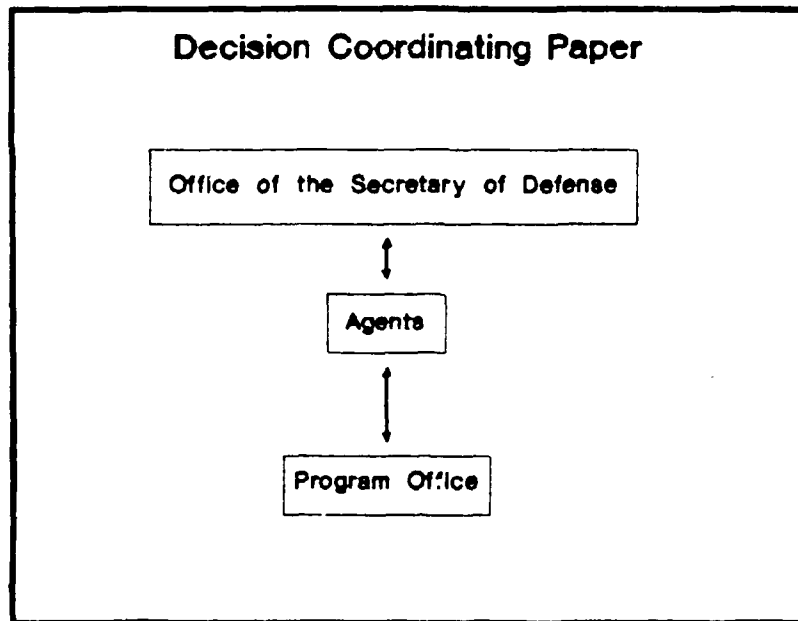 Decision Coordinating Paper
Office of the Secretary of Defense
Agents
Program Office